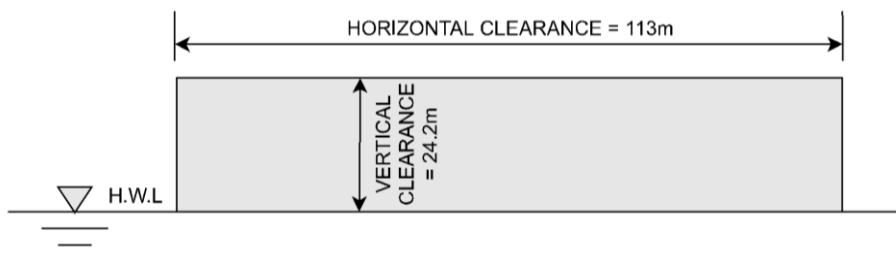 HORIZONTAL CLEARANCE = 113m
VERTICAL
CLEARANCE
= 24.2m
H.W.L